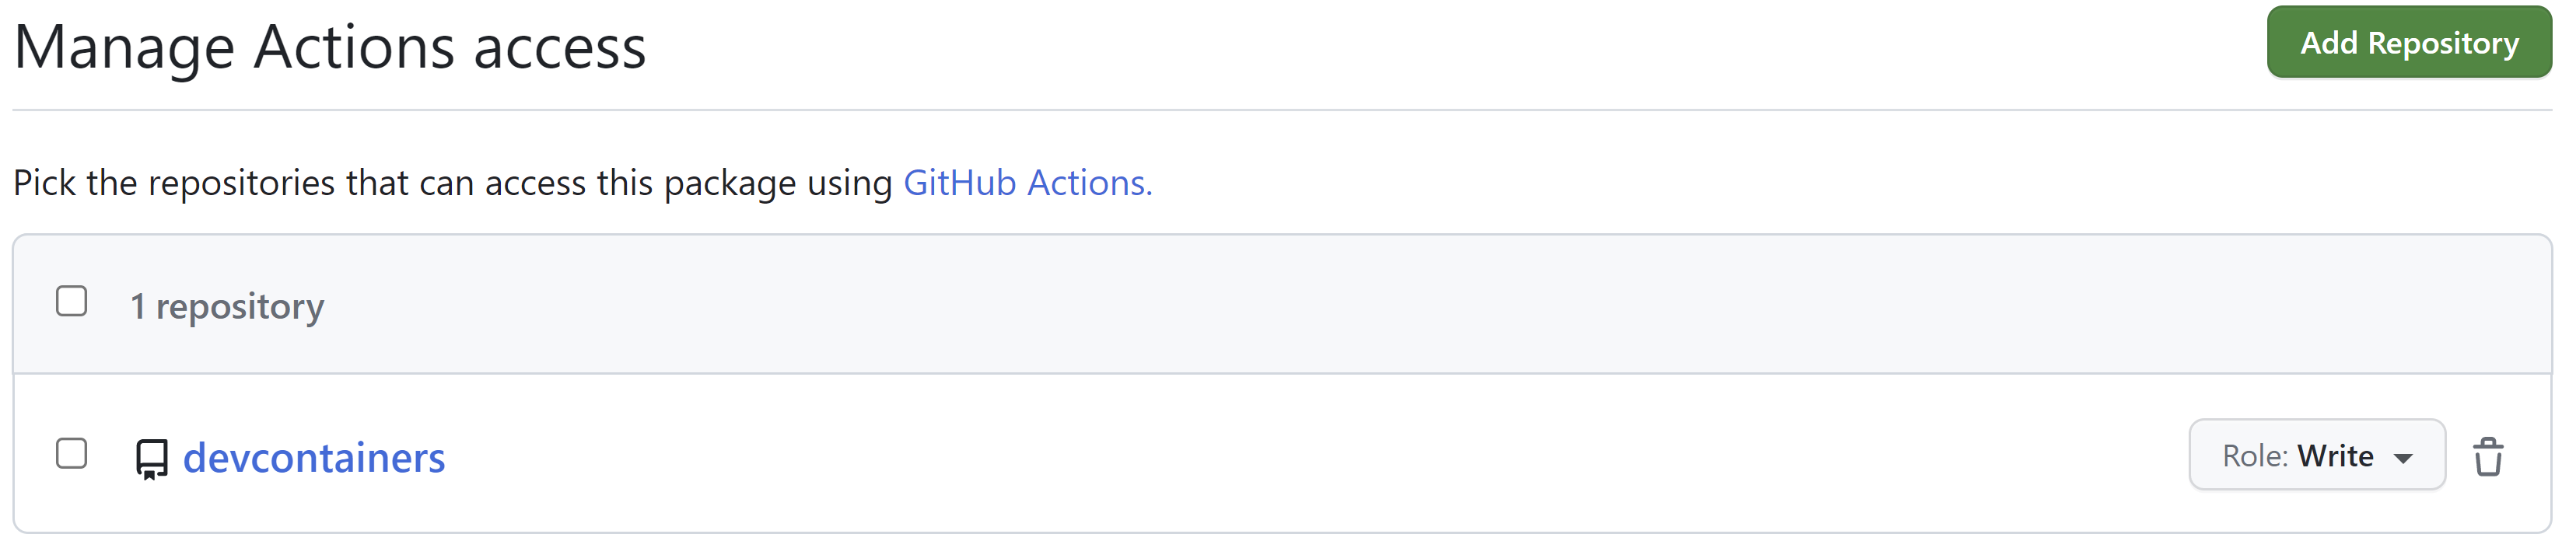 Manage Actions access
Add Repository
Pick the repositories that can access this package using GitHub Actions.
1 repository
devcontainers
Role: Write